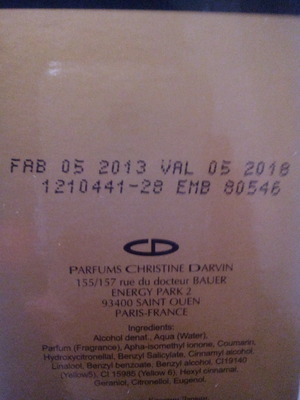 FAB 05 2013 VAL 05 2018
1210441-28 EMB 80546
CD
PARFUMS CHRISTINE DARVIN
155/157 rue du docteur BAUER
ENERGY PARK 2
93400 SAINT OUEN
PARIS-FRANCE
Ingredients:
Alcohol denat., Aqua (Water),
Parfum (Fragrance), Apha-isomethyl ionone, Coumarin,
Hydroxycitronellal, Benzyl Salicylate, Cinnamyl alcohol,
Linalool, Benzyl benzoate, Benzyl alcohol, CI19140
(Yellow5), CI 15985 (Yellow 6), Hexyl cinnamal,
Geraniol, Citronellol, Eugenol.